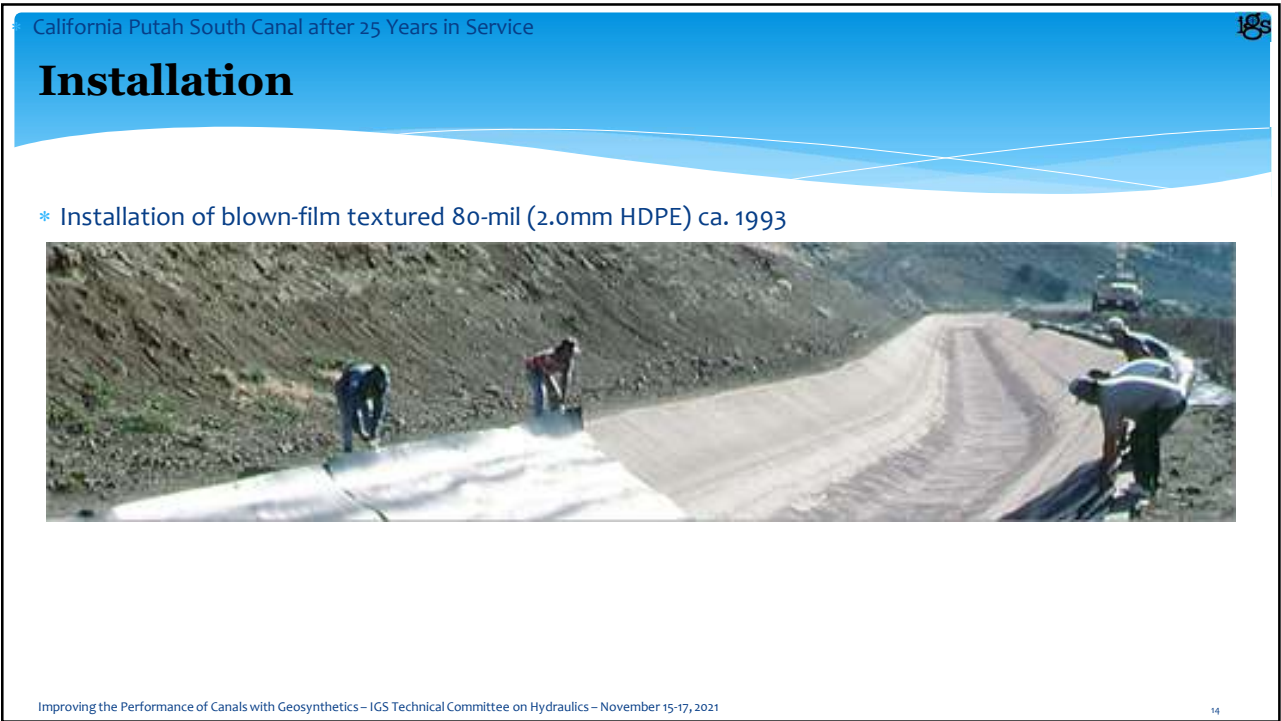 * California Putah South Canal after 25 Years in Service
igs
Installation
* Installation of blown-film textured 80-mil (2.0mm HDPE) ca. 1993
Improving the Performance of Canals with Geosynthetics – IGS Technical Committee on Hydraulics – November 15-17, 2021
14